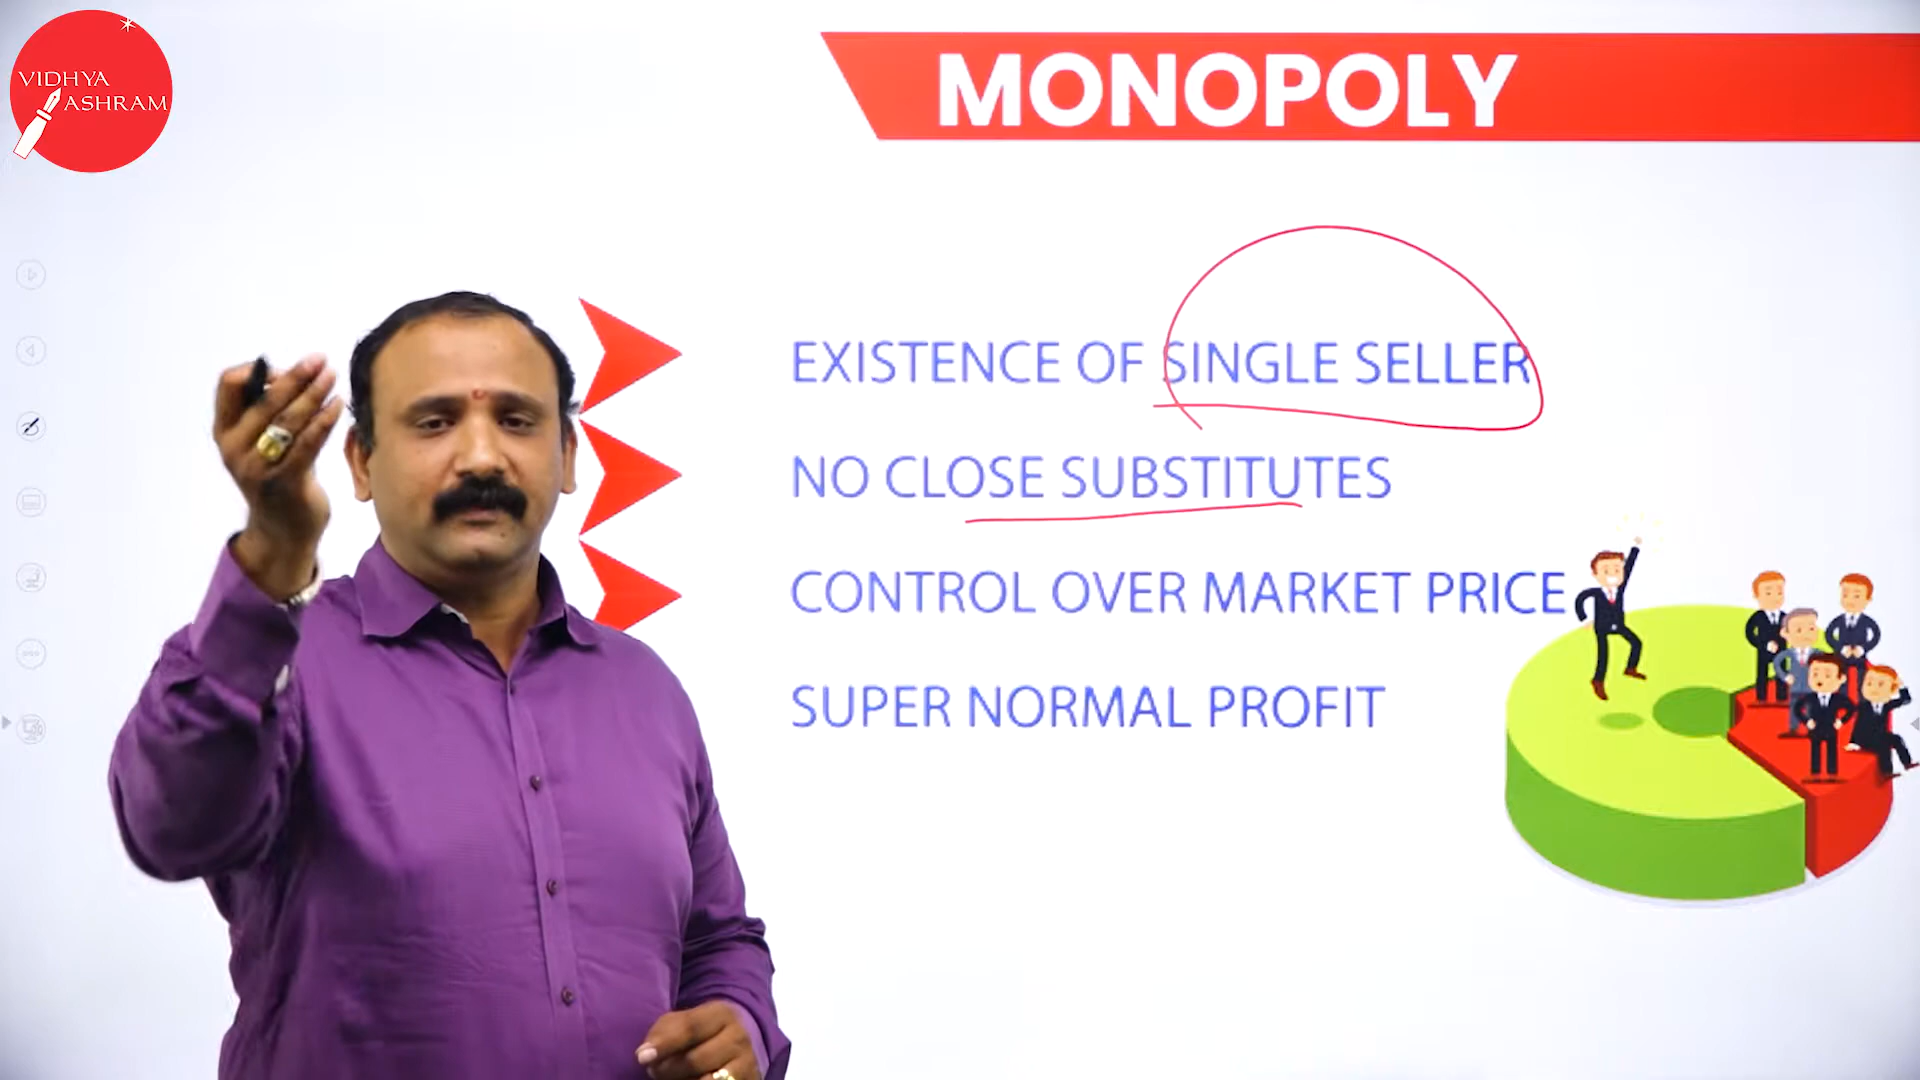 VIDHYA
ASHRAM
MONOPOLY
EXISTENCE OF SINGLE SELLER
NO CLOSE SUBSTITUTES
CONTROL OVER MARKET PRICE
SUPER NORMAL PROFIT